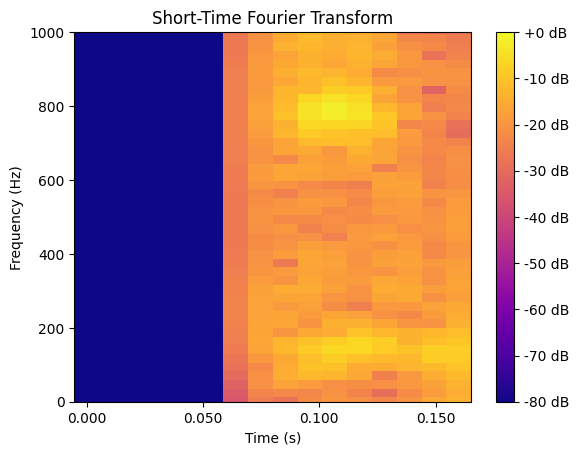 Short-Time Fourier Transform
Frequency (Hz)
1000
800
600
400
200
0
0.000
0.050
0.100
0.150
Time (s)
+0 dB
-10 dB
-20 dB
-30 dB
-40 dB
-50 dB
-60 dB
-70 dB
-80 dB